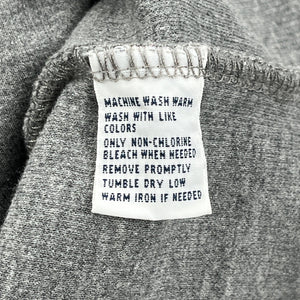 MACHINE WASH WARM
WASH WITH LIKE
COLORS
ONLY NON-CHLORINE
BLEACH WHEN NEEDED
REMOVE PROMPTLY
TUMBLE DRY LOW
WARM IRON IF NEEDED